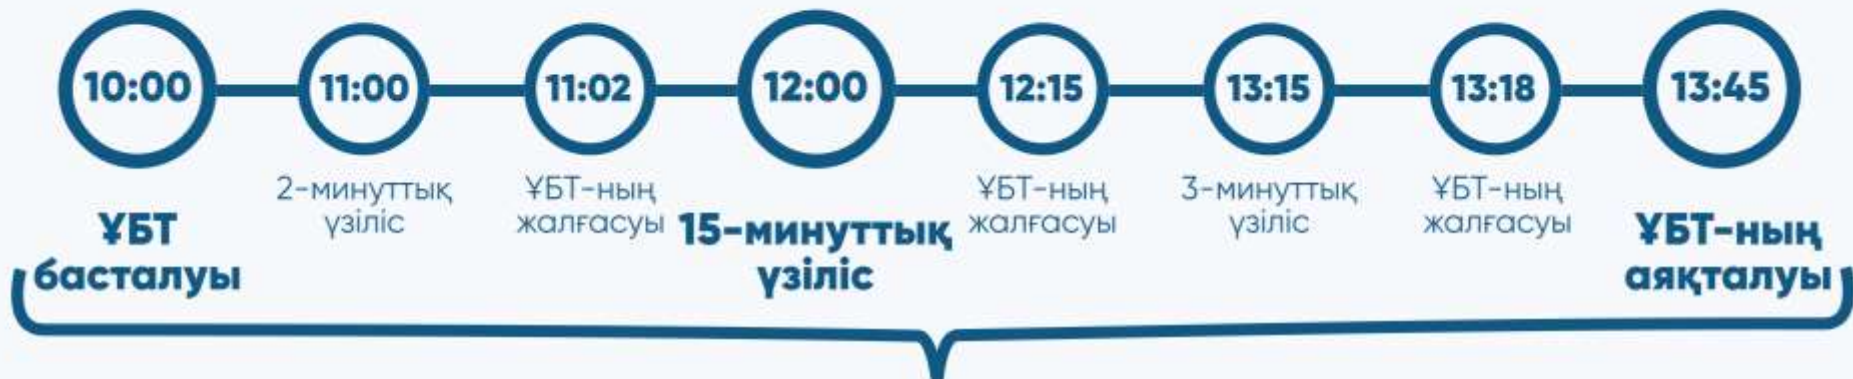 10:00
11:00
11:02
12:00
12:15
13:15
13:18
13:45
ҰБТ
басталуы
2-минуттық
үзіліс
ҰБТ-ның
жалғасуы
15-минуттық
үзіліс
ҰБТ-ның
жалғасуы
3-минуттық
үзіліс
ҰБТ-ның
жалғасуы
ҰБТ-ның
аяқталуы